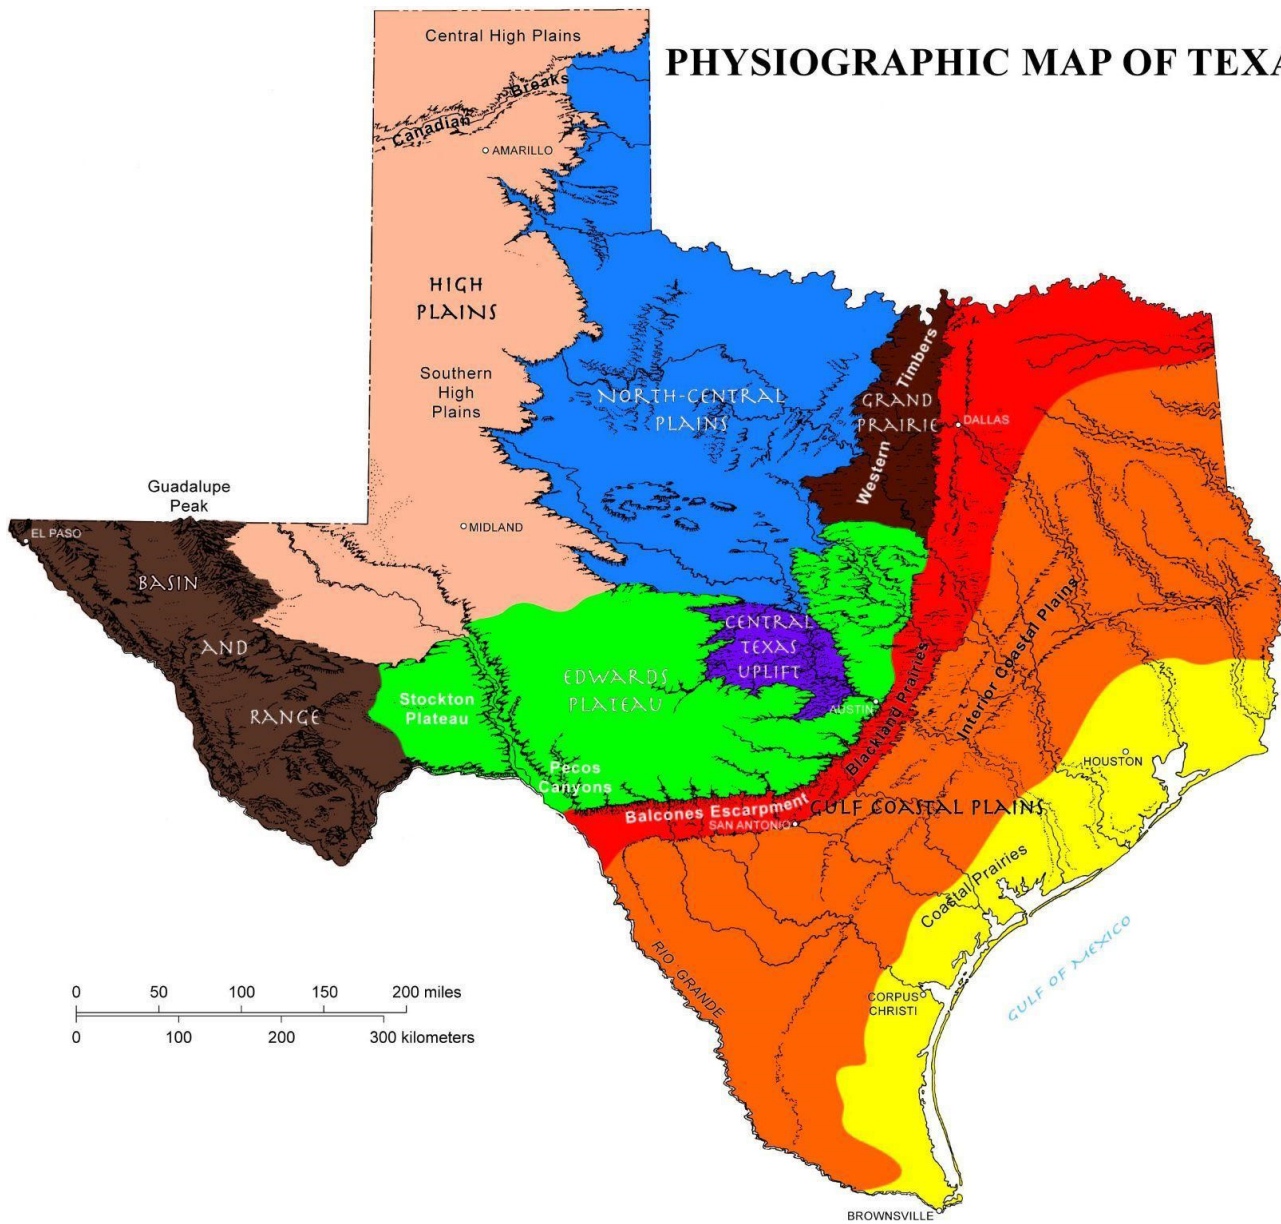 PHYSIOGRAPHIC MAP OF TEXA
Central High Plains
Canadian Breaks
AMARILLO
HIGH
PLAINS
Southern
High
Plains
NORTH-CENTRAL
PLAINS
Western Timbers
GRAND
PRAIRIE
DALLAS
Guadalupe
Peak
EL PASO
MIDLAND
BASIN
AND
RANGE
CENTRAL
TEXAS
UPLIFT
EDWARDS
PLATEAU
Stockton
Plateau
Pecos
Canyons
AUSTIN
Blackland Prairies
Interior Coastal Plains
Balcones Escarpment
SAN ANTONIO
GULF COASTAL PLAINS
HOUSTON
Coastal Prairies
RIO GRANDE
GULF OF MEXICO
CORPUS
CHRISTI
BROWNSVILLE
0 50 100 150 200 miles
0 100 200 300 kilometers